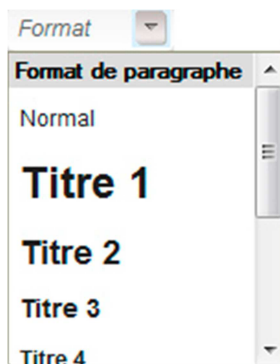 Format
Format de paragraphe
Normal
Titre 1
Titre 2
Titre 3
Titre 4